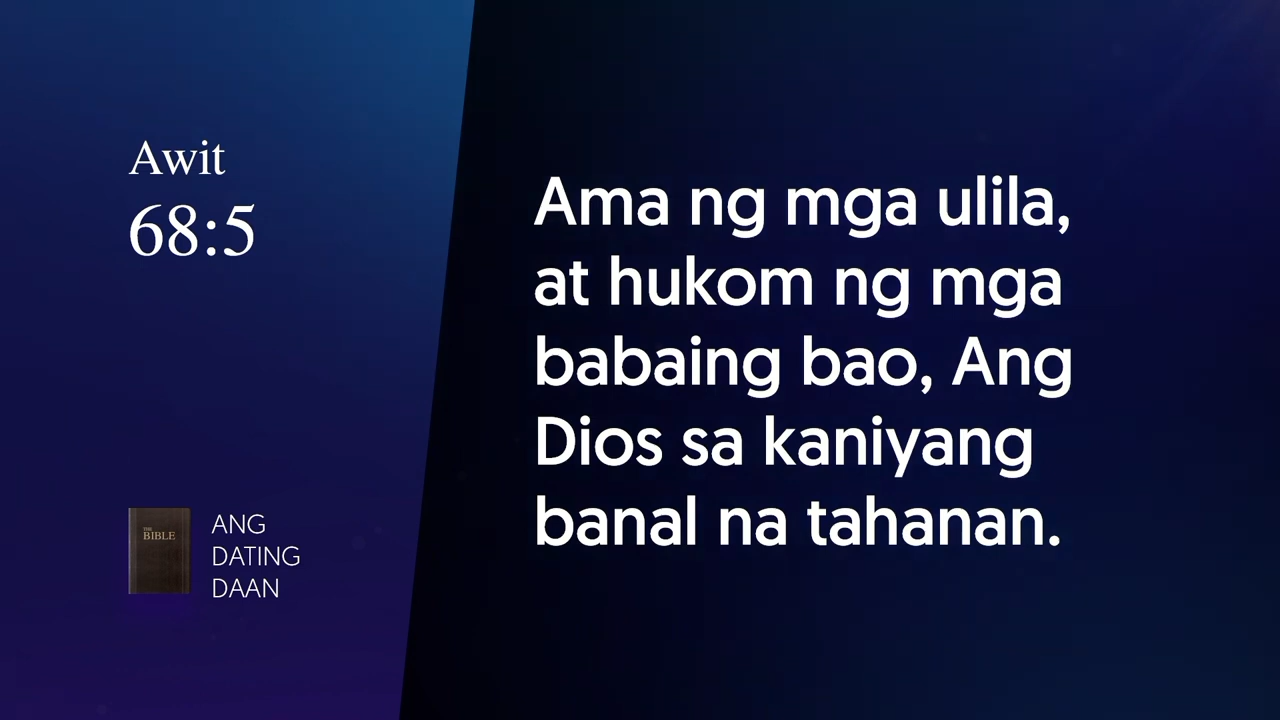 Awit
68:5
Ama ng mga ulila,
at hukom ng mga
babaing bao, Ang
Dios sa kaniyang
banal na tahanan.
THE
BIBLE
ANG
DATING
DAAN